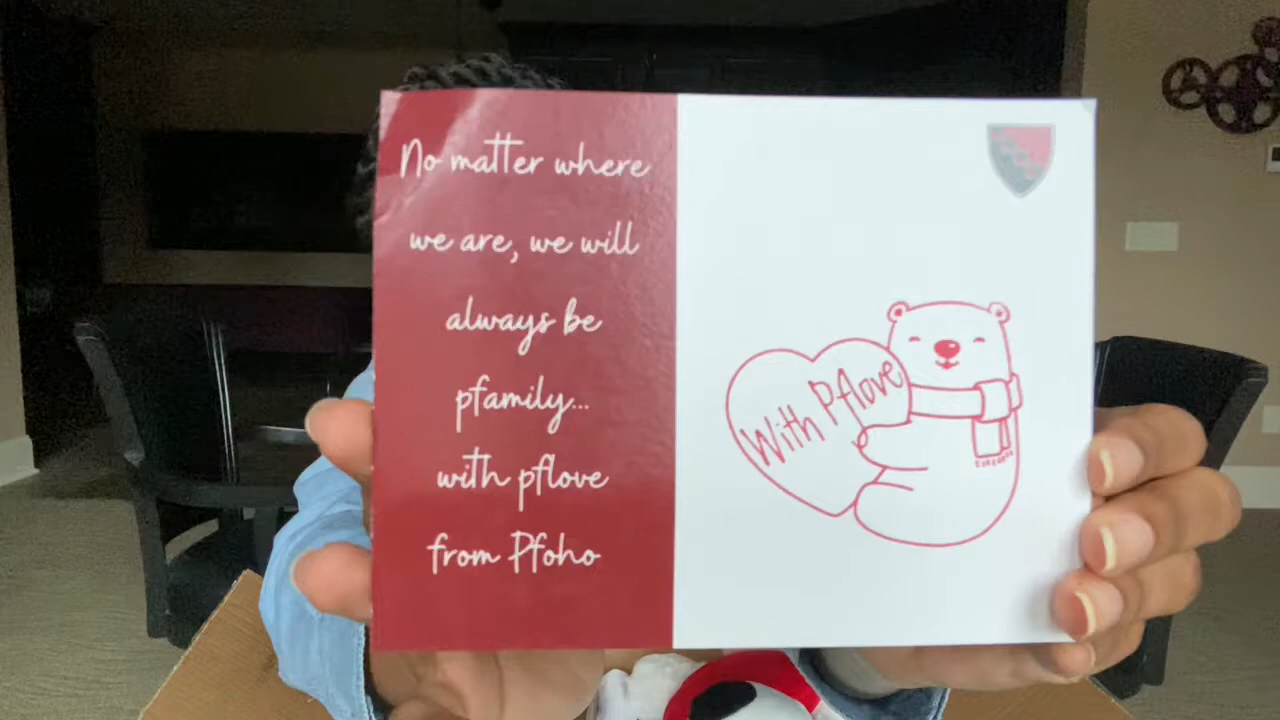 No matter where
we are, we will
always be
pfamily...
with pflove
from Pfoho
With Pflove